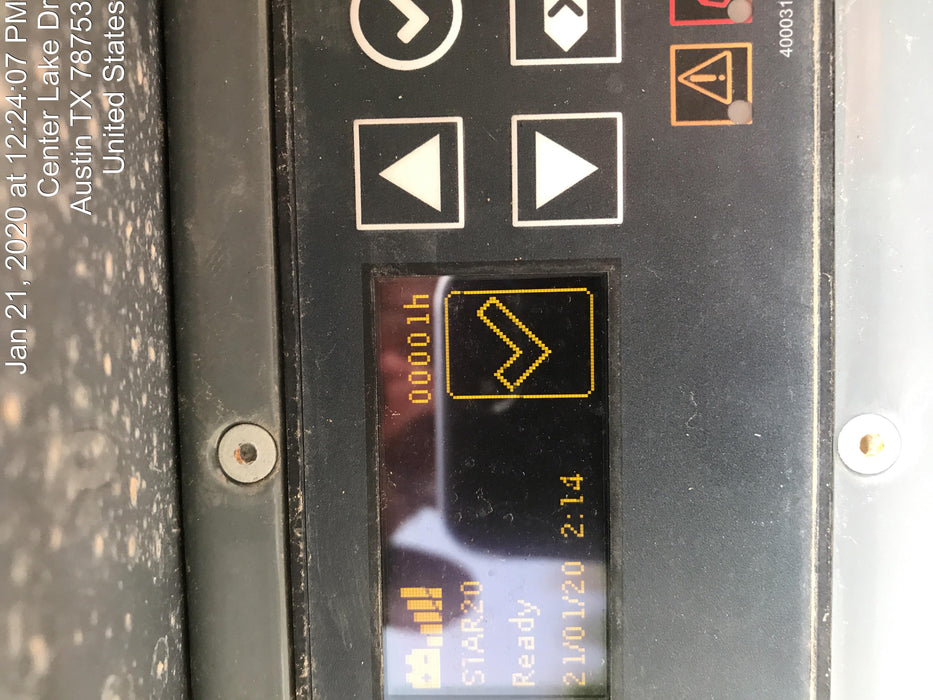 Jan 21, 2020 at 12:24:07 PM
Center Lake Dr
Austin TX 78753
United States
00001h
STAR20
Ready
21/01/20 2:14
400031